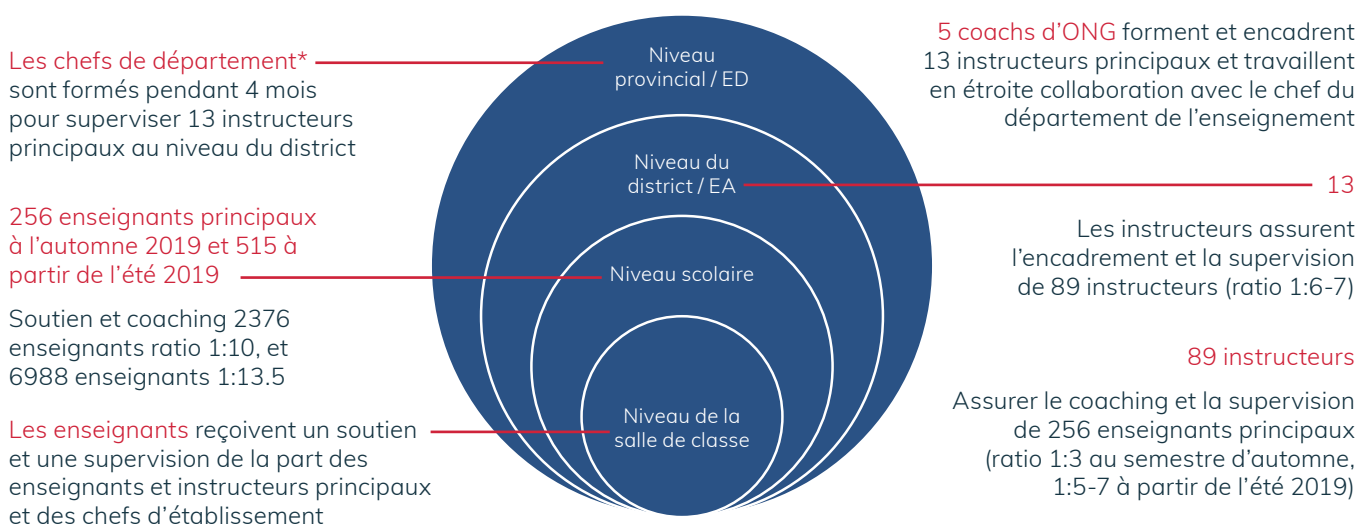 Les chefs de département*
sont formés pendant 4 mois
pour superviser 13 instructeurs
principaux au niveau du district
256 enseignants principaux
à l'automne 2019 et 515 à
partir de l'été 2019
Soutien et coaching 2376
enseignants ratio 1:10, et
6988 enseignants 1:13.5
Les enseignants reçoivent un soutien
et une supervision de la part des
enseignants et instructeurs principaux
et des chefs d'établissement
Niveau
provincial / ED
Niveau du
district / EA
Niveau scolaire
Niveau de la
salle de classe
5 coachs d'ONG forment et encadrent
13 instructeurs principaux et travaillent
en étroite collaboration avec le chef du
département de l'enseignement
13
Les instructeurs assurent
l'encadrement et la supervision
de 89 instructeurs (ratio 1:6-7)
89 instructeurs
Assurer le coaching et la supervision
de 256 enseignants principaux
(ratio 1:3 au semestre d'automne,
1:5-7 à partir de l'été 2019)